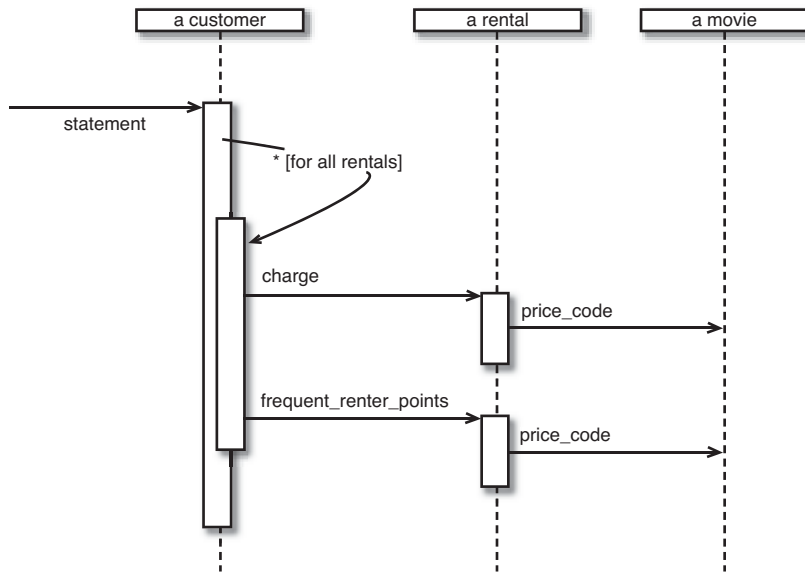 a customer
a rental
a movie
statement
* [for all rentals]
charge
price_code
frequent_renter_points
price_code